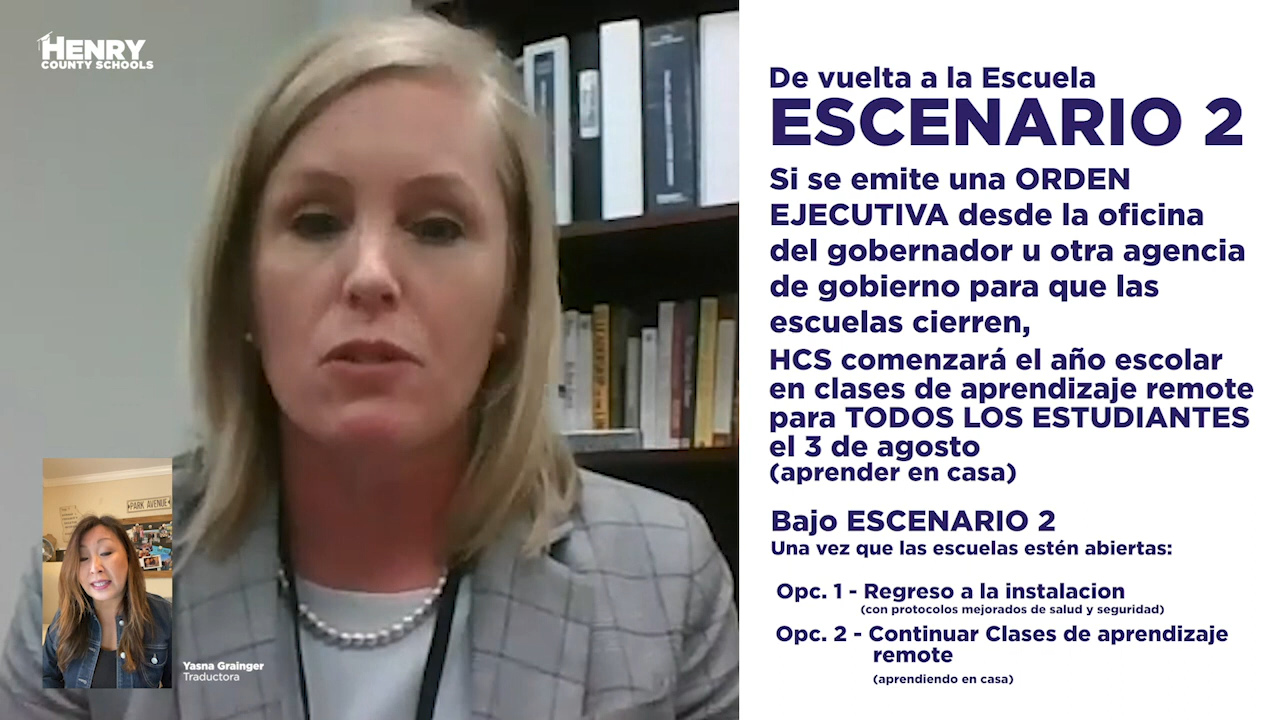 HENRY
COUNTY SCHOOLS
PARK AVENUE
Yasna Grainger
Traductora
De vuelta a la Escuela
ESCENARIO 2
Si se emite una ORDEN
EJECUTIVA desde la oficina
del gobernador u otra agencia
de gobierno para que las
escuelas cierren,
HCS comenzará el año escolar
en clases de aprendizaje remote
para TODOS LOS ESTUDIANTES
el 3 de agosto
(aprender en casa)
Bajo ESCENARIO 2
Una vez que las escuelas estén abiertas:
Opc. 1 - Regreso a la instalacion
(con protocolos mejorados de salud y seguridad)
Opc. 2 - Continuar Clases de aprendizaje
remote
(aprendiendo en casa)